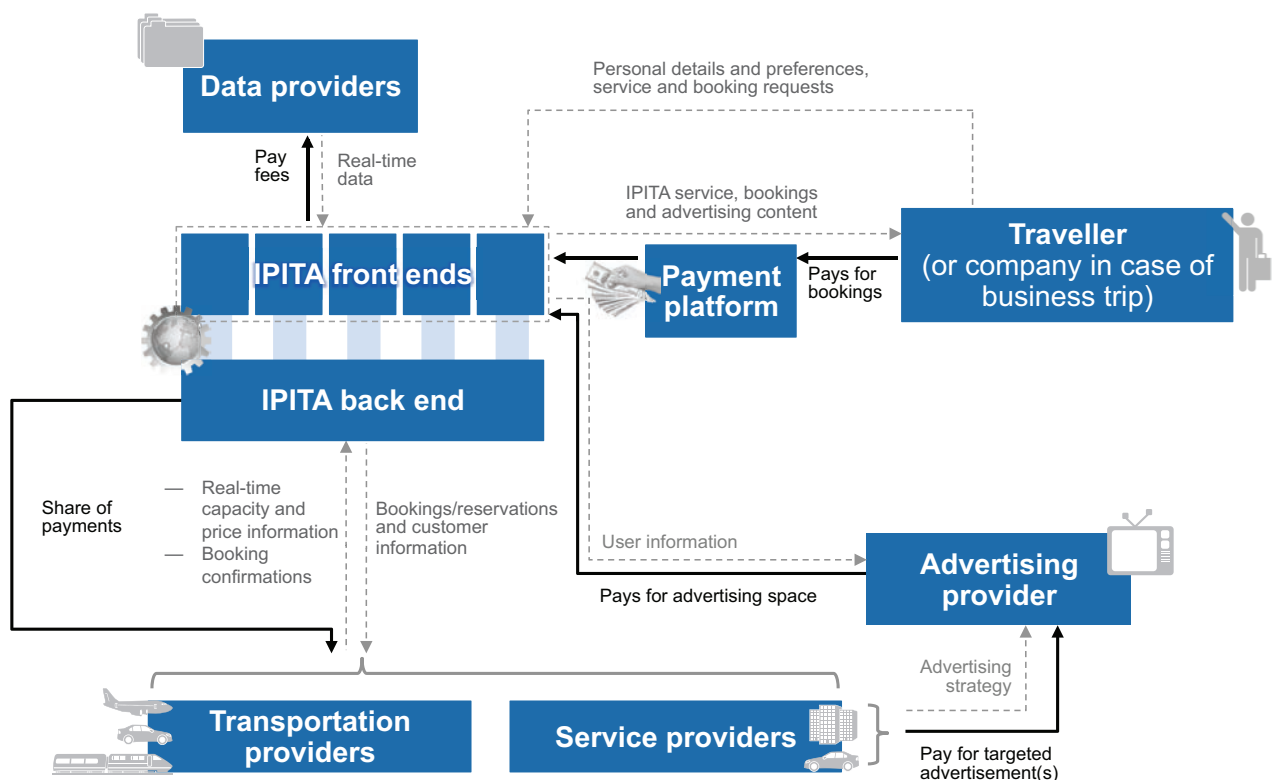 Data providers
Personal details and preferences,
service and booking requests
Pay
fees
Real-time
data
IPITA service, bookings
and advertising content
Traveller
(or company in case of
business trip)
IPITA front ends
Payment
platform
Pays for
bookings
IPITA back end
Share of
payments
— Real-time
capacity and
price information
— Booking
confirmations
Bookings/reservations
and customer
information
User information
Advertising
provider
Pays for advertising space
Advertising
strategy
Transportation
providers
Service providers
Pay for targeted
advertisement(s)